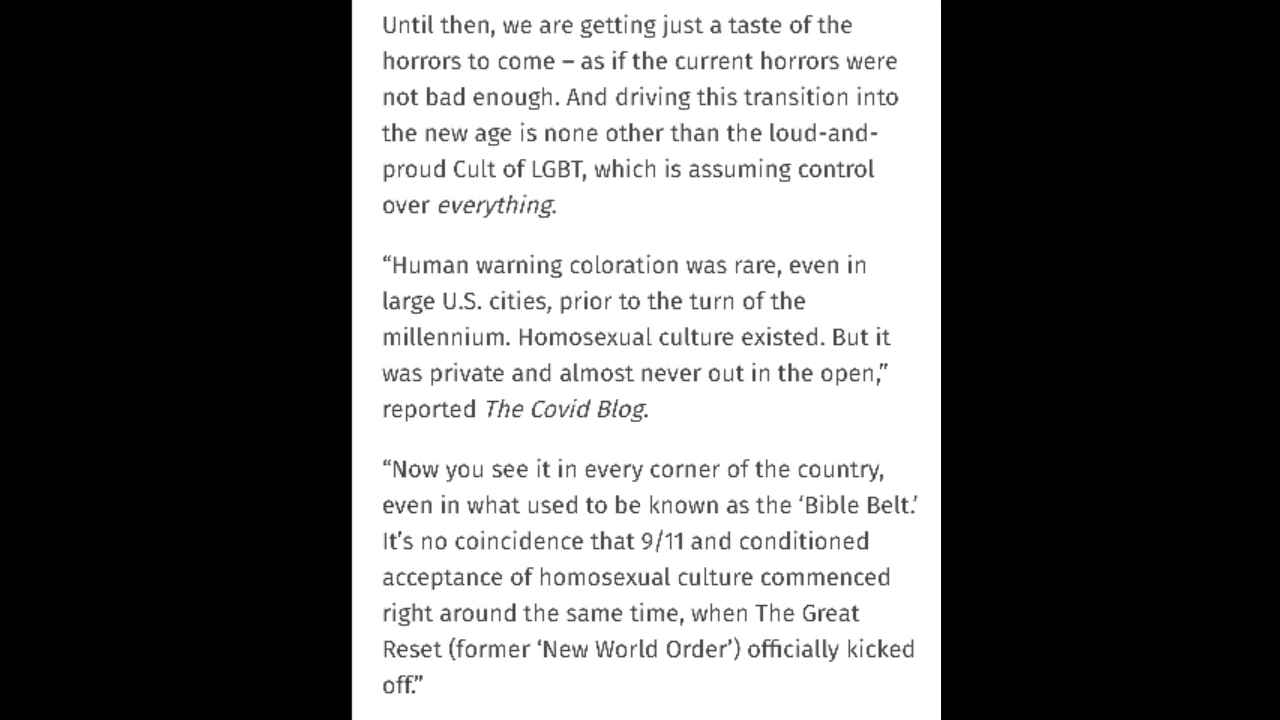 Until then, we are getting just a taste of the
horrors to come – as if the current horrors were
not bad enough. And driving this transition into
the new age is none other than the loud-and-
proud Cult of LGBT, which is assuming control
over everything.
“Human warning coloration was rare, even in
large U.S. cities, prior to the turn of the
millennium. Homosexual culture existed. But it
was private and almost never out in the open,”
reported The Covid Blog.
“Now you see it in every corner of the country,
even in what used to be known as the ‘Bible Belt.’
It’s no coincidence that 9/11 and conditioned
acceptance of homosexual culture commenced
right around the same time, when The Great
Reset (former ‘New World Order’) officially kicked
off.”